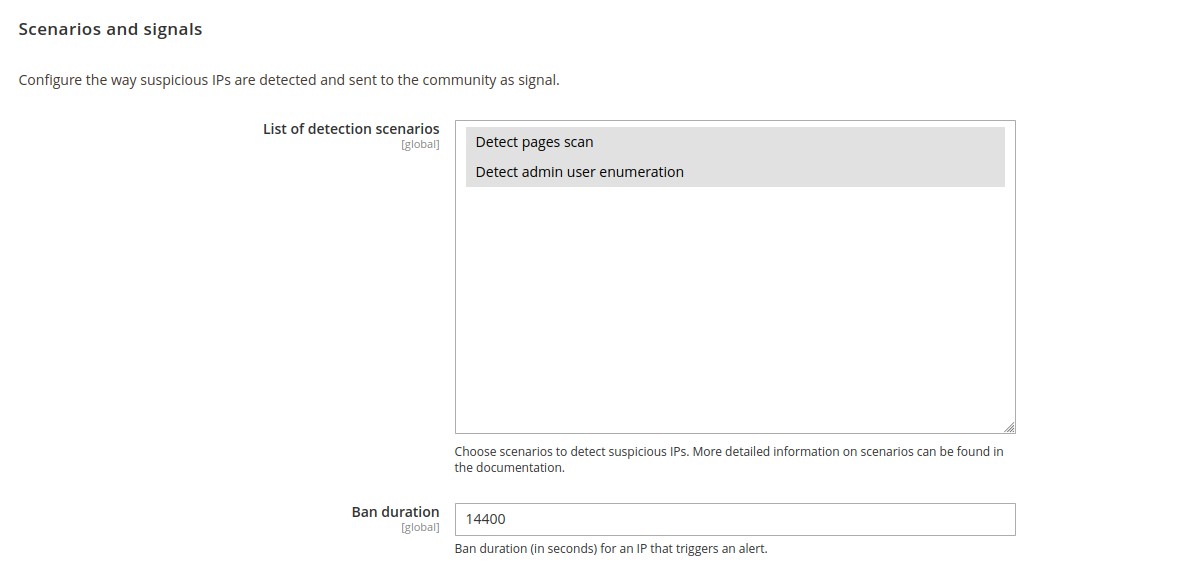 Scenarios and signals
Configure the way suspicious IPs are detected and sent to the community as signal.
List of detection scenarios
[global]
Detect pages scan
Detect admin user enumeration
Choose scenarios to detect suspicious IPs. More detailed information on scenarios can be found in
the documentation.
Ban duration
[global]
14400
Ban duration (in seconds) for an IP that triggers an alert.